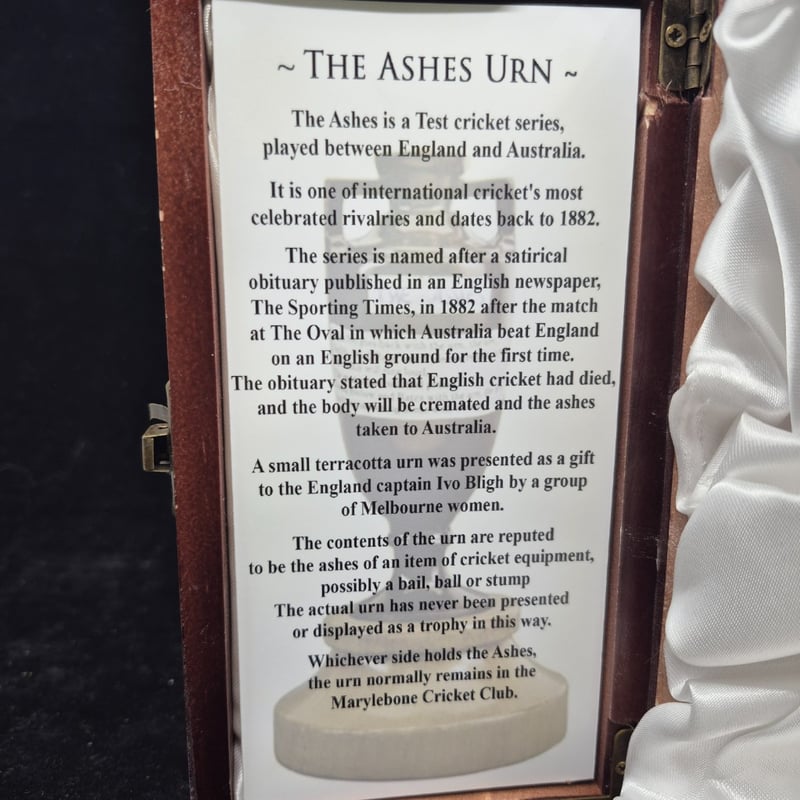 ~ THE ASHES URN ~
The Ashes is a Test cricket series,
played between England and Australia.
It is one of international cricket's most
celebrated rivalries and dates back to 1882.
The series is named after a satirical
obituary published in an English newspaper,
The Sporting Times, in 1882 after the match
at The Oval in which Australia beat England
on an English ground for the first time.
The obituary stated that English cricket had died,
and the body will be cremated and the ashes
taken to Australia.
A small terracotta urn was presented as a gift
to the England captain Ivo Bligh by a group
of Melbourne women.
The contents of the urn are reputed
to be the ashes of an item of cricket equipment,
possibly a bail, ball or stump
The actual urn has never been presented
or displayed as a trophy in this way.
Whichever side holds the Ashes,
the urn normally remains in the
Marylebone Cricket Club.